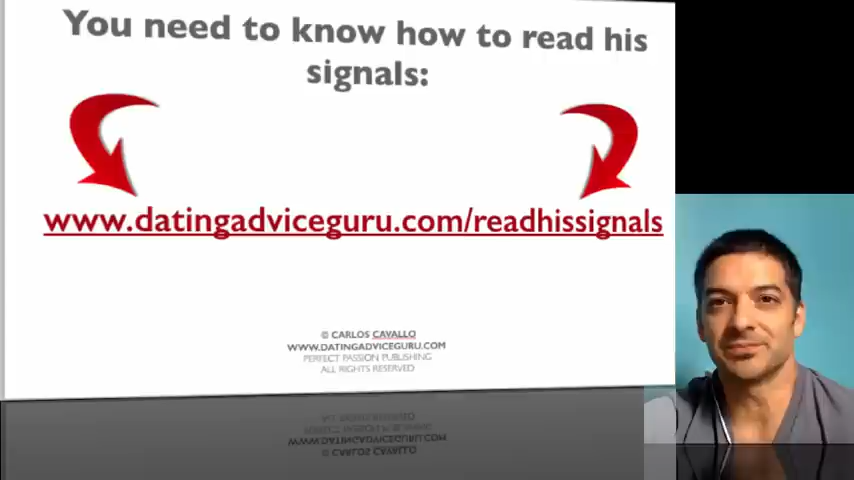 You need to know how to read his
signals:
www.datingadviceguru.com/readhissignals
© CARLOS CAVALLO
WWW.DATINGADVICEGURU.COM
PERFECT PASSION PUBLISHING
ALL RIGHTS RESERVED